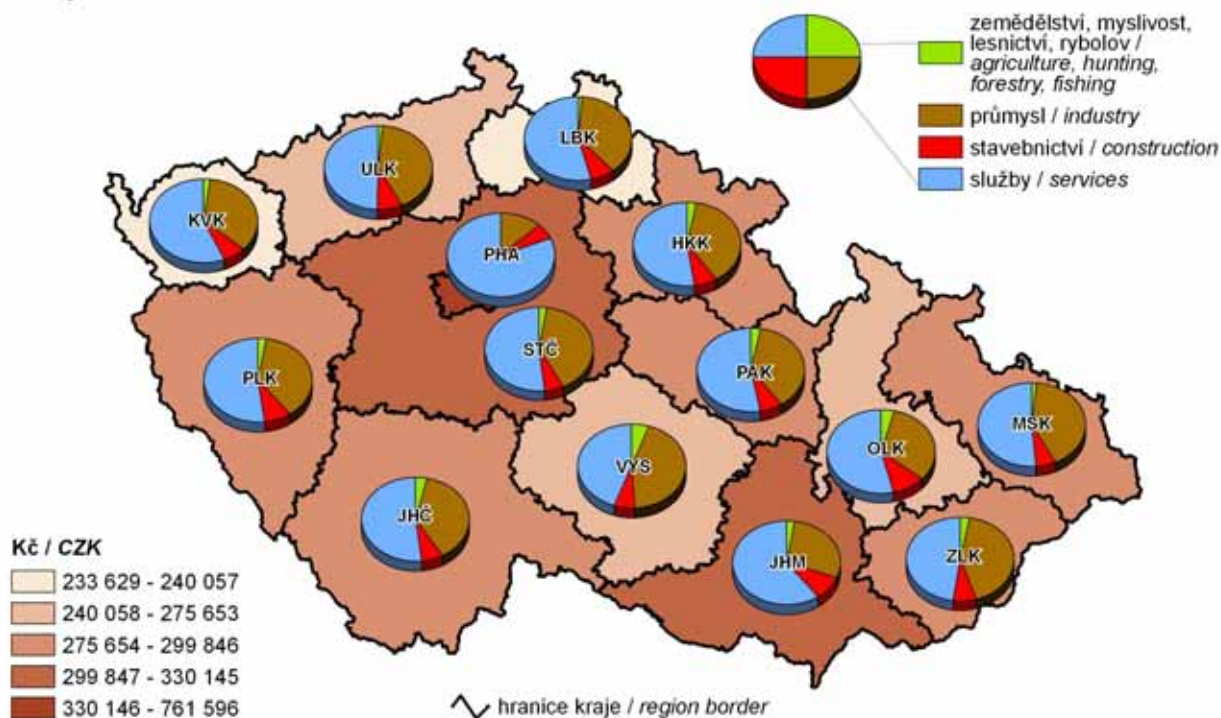 zemědělství, myslivost,
lesnictví, rybolov /
agriculture, hunting,
forestry, fishing
průmysl / industry
stavebnictví / construction
služby / services
LBK
ULK
KVK
HKK
PHA
STČ
PAK
PLK
MSK
OLK
VYS
JHČ
JHM
ZLK
Kč / CZK
233 629 - 240 057
240 058 - 275 653
275 654 - 299 846
299 847 - 330 145
330 146 - 761 596
hranice kraje / region border